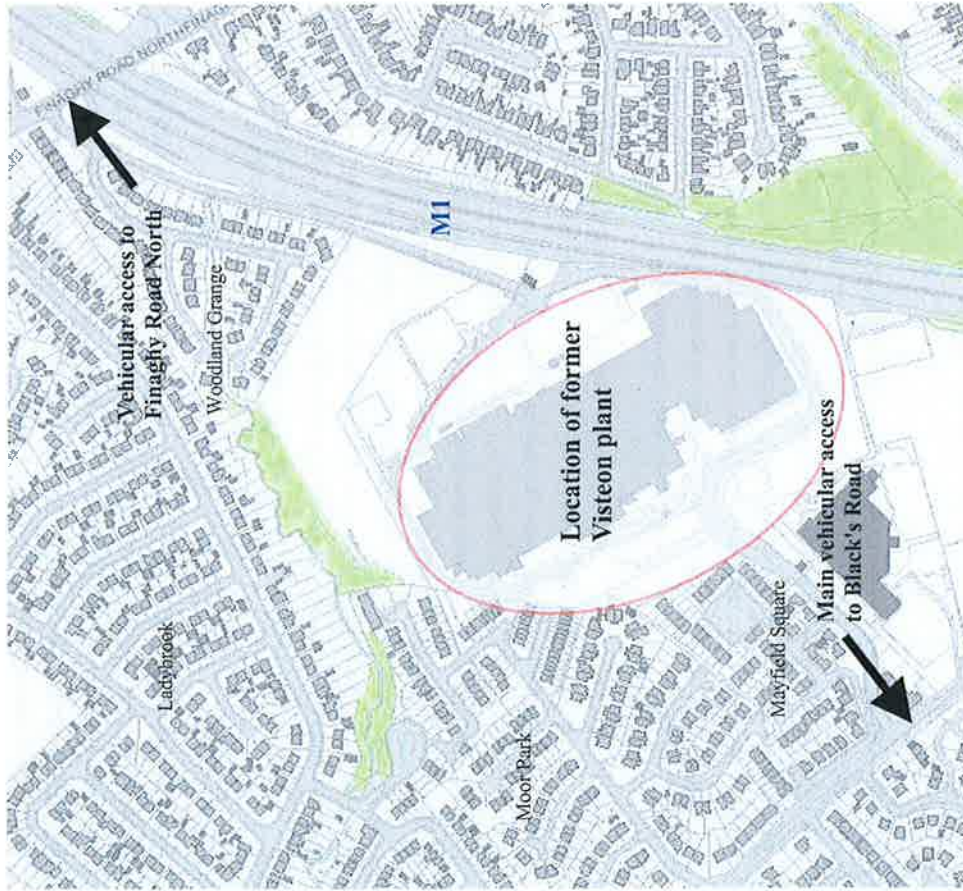 FINAGHY ROAD NORTHFINAG
Vehicular access to
Finaghy Road North
Ladybrook
Woodland Grange
M1
Moor Park
Location of former
Visteon plant
Mayfield Square
Main vehicular access
to Black's Road